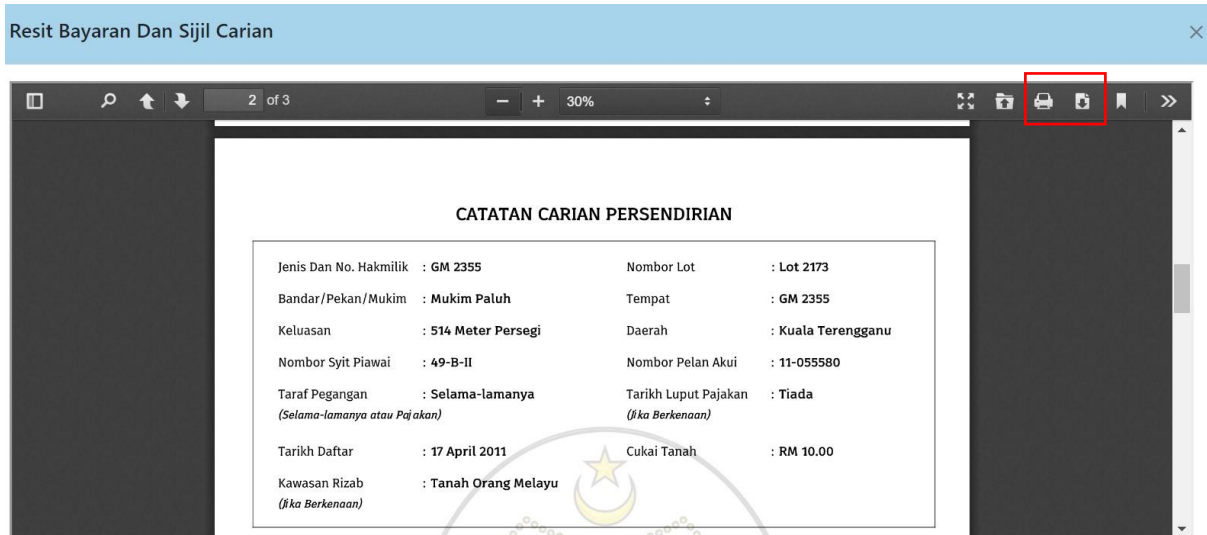 Resit Bayaran Dan Sijil Carian
2 of 3 30%
CATATAN CARIAN PERSENDIRIAN
Jenis Dan No. Hakmilik : GM 2355 Nombor Lot : Lot 2173
Bandar/Pekan/Mukim : Mukim Paluh Tempat : GM 2355
Keluasan : 514 Meter Persegi Daerah : Kuala Terengganu
Nombor Syit Piawai : 49-B-II Nombor Pelan Akui : 11-055580
Taraf Pegangan : Selama-lamanya Tarikh Luput Pajakan : Tiada
(Selama-lamanya atau Pajakan) (Jika Berkenaan)
Tarikh Daftar : 17 April 2011 Cukai Tanah : RM 10.00
Kawasan Rizab : Tanah Orang Melayu
(Jika Berkenaan)